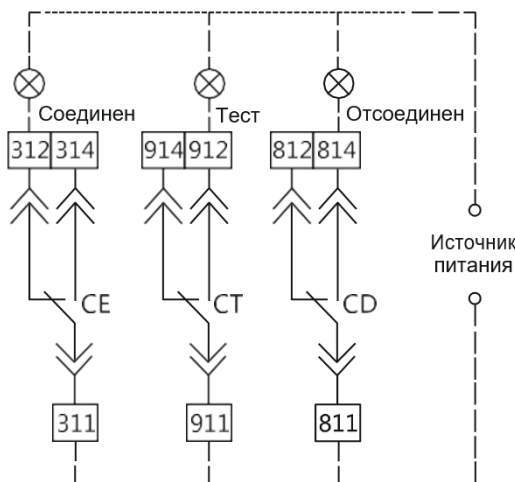 Соединен Тест Отсоединен
312 314 914 912 812 814
Источник
питания
CE CT CD
311 911 811